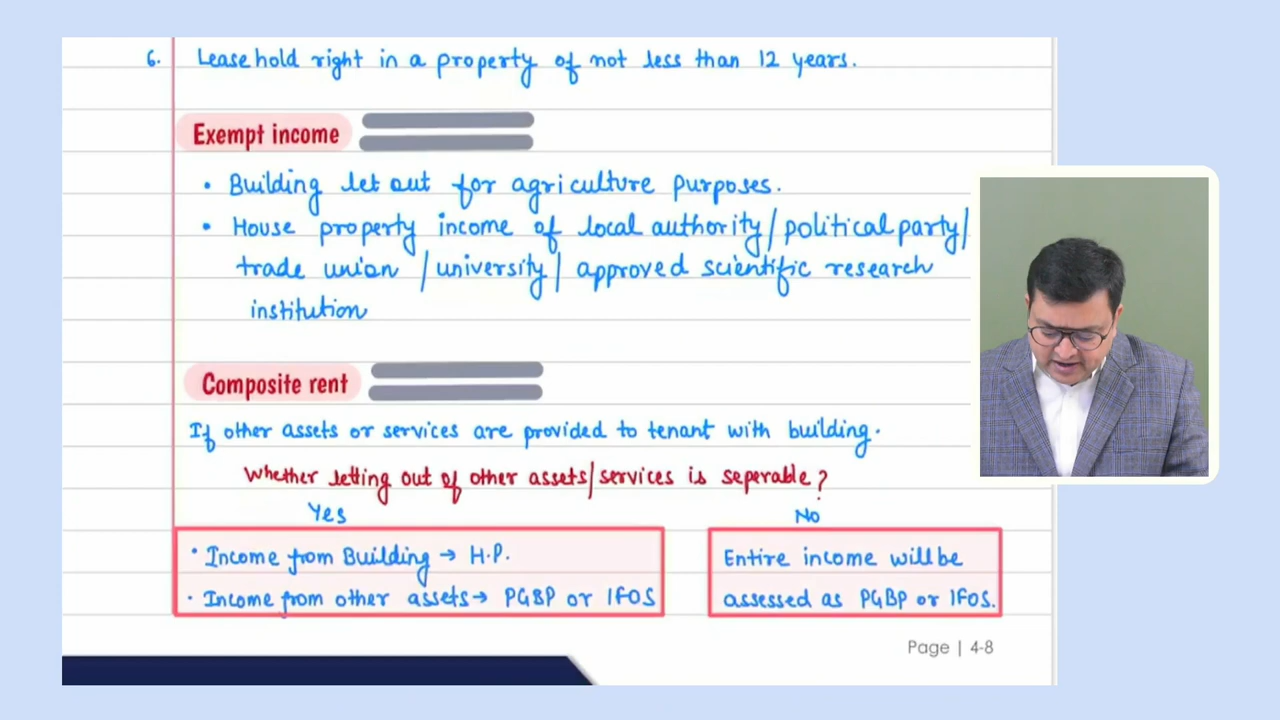 6. Leasehold right in a property of not less than 12 years.
Exempt income
• Building let out for agriculture purposes.
• House property income of local authority/political party/
trade union /university/ approved scientific research
institution
Composite rent
If other assets or services are provided to tenant with building.
Whether letting out of other assets/services is seperable?
Yes
No
• Income from Building → H.P.
• Income from other assets → PGBP or IFOS
Entire income will be
assessed as PGBP or IFOS.
Page | 4-8